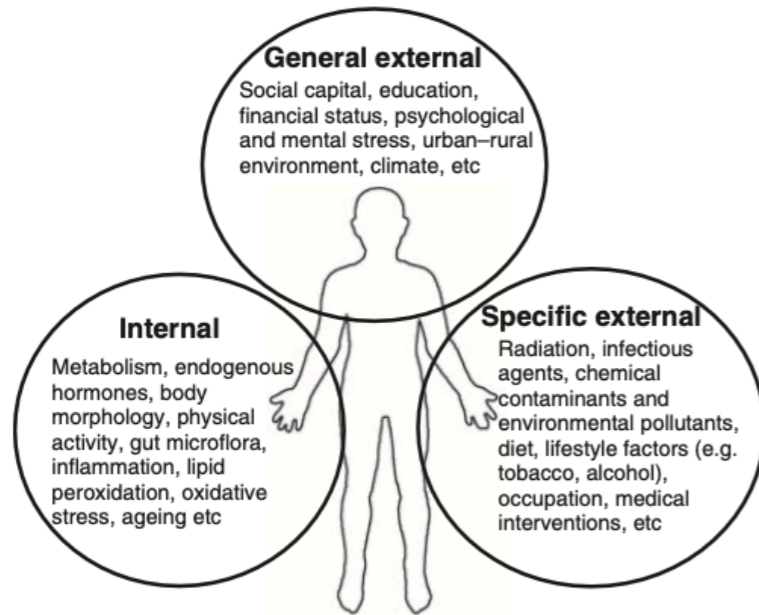 General external
Social capital, education,
financial status, psychological
and mental stress, urban–rural
environment, climate, etc
Internal
Metabolism, endogenous
hormones, body
morphology, physical
activity, gut microflora,
inflammation, lipid
peroxidation, oxidative
stress, ageing etc
Specific external
Radiation, infectious
agents, chemical
contaminants and
environmental pollutants,
diet, lifestyle factors (e.g.
tobacco, alcohol),
occupation, medical
interventions, etc